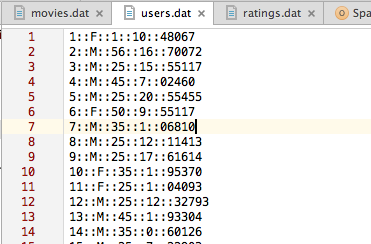 movies.dat × users.dat × ratings.dat × Spa
1 1::F::1::10::48067
2 2::M::56::16::70072
3 3::M::25::15::55117
4 4::M::45::7::02460
5 5::M::25::20::55455
6 6::F::50::9::55117
7 7::M::35::1::06810
8 8::M::25::12::11413
9 9::M::25::17::61614
10 10::F::35::1::95370
11 11::F::25::1::04093
12 12::M::25::12::32793
13 13::M::45::1::93304
14 14::M::35::0::60126